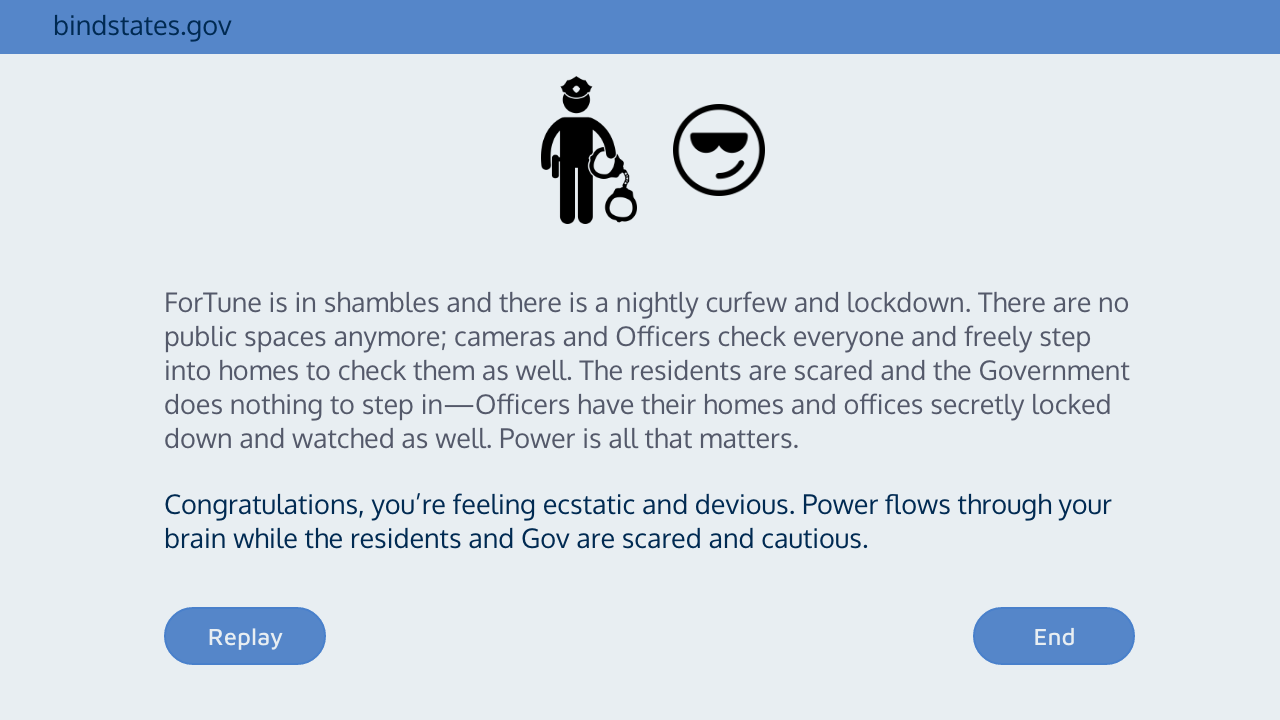 bindstates.gov
ForTune is in shambles and there is a nightly curfew and lockdown. There are no
public spaces anymore; cameras and Officers check everyone and freely step
into homes to check them as well. The residents are scared and the Government
does nothing to step in—Officers have their homes and offices secretly locked
down and watched as well. Power is all that matters.
Congratulations, you’re feeling ecstatic and devious. Power flows through your
brain while the residents and Gov are scared and cautious.
Replay
End